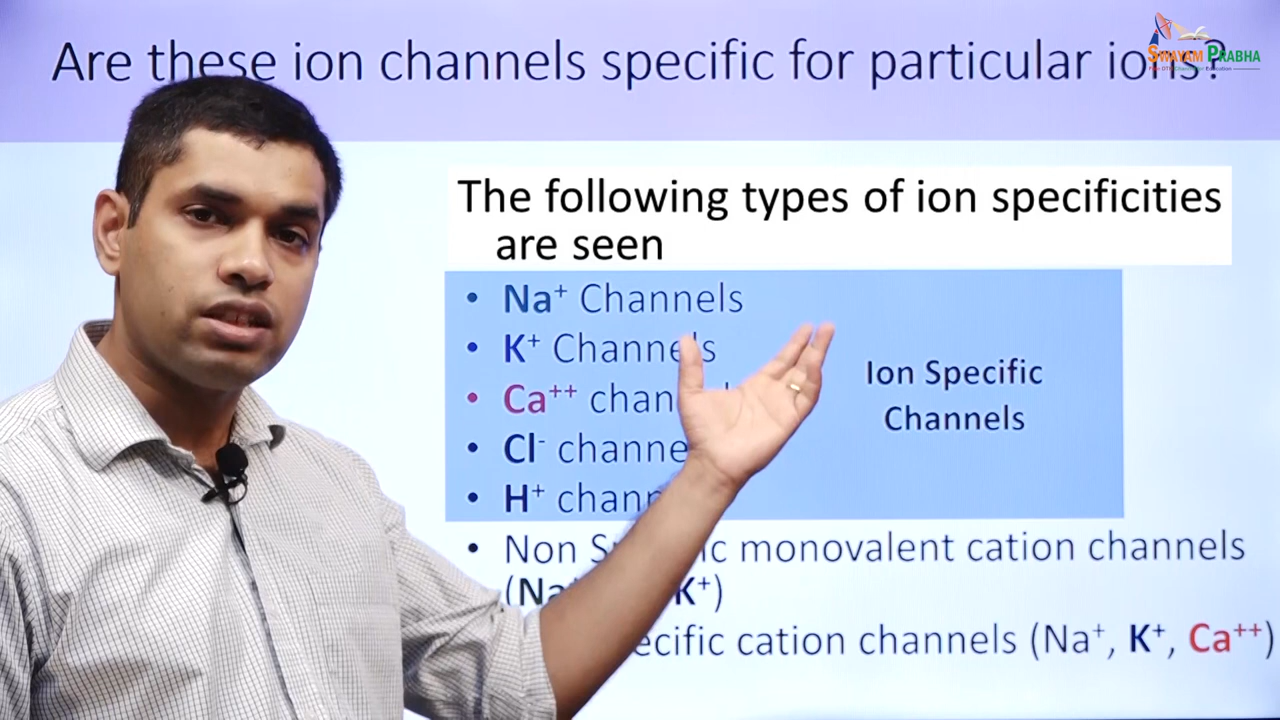 Are these ion channels specific for particular ions?
SWAYAM PRABHA
The following types of ion specificities
are seen
• Na⁺ Channels
• K⁺ Channels
• Ca⁺⁺
• Cl⁻
• H⁺
Ion Specific
Channels
• Non monovalent cation channels
K⁺)
cation channels (Na⁺, K⁺, Ca⁺⁺)